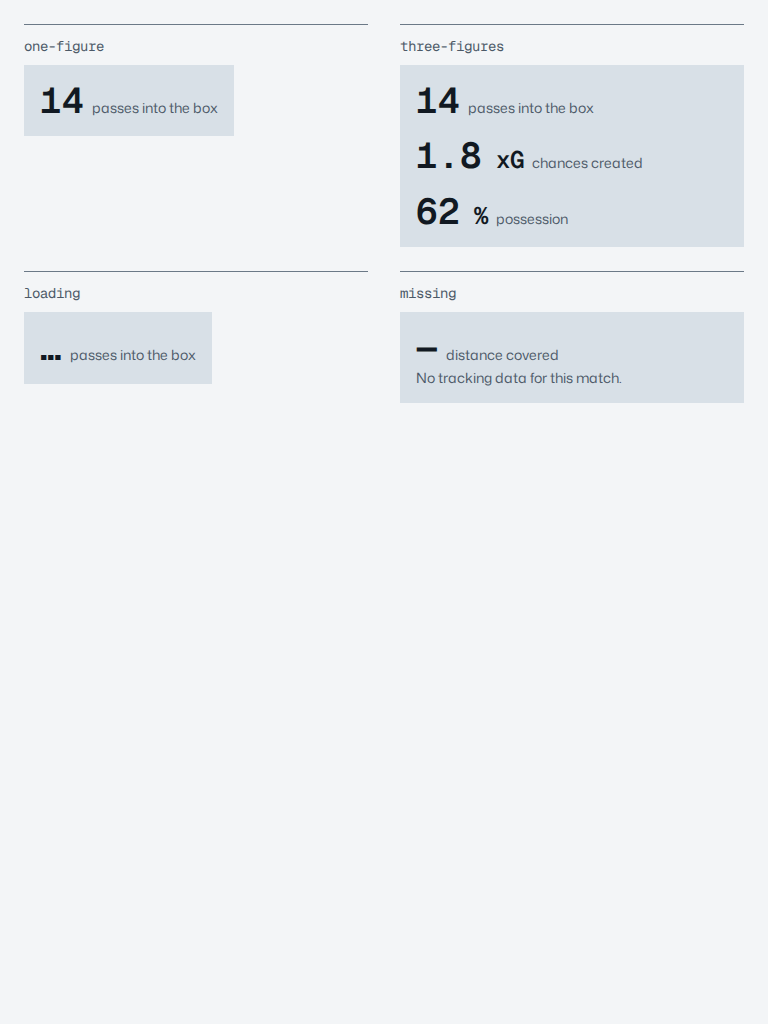 one-figure
14 passes into the box
three-figures
14 passes into the box
1.8 xG chances created
62 % possession
loading
… passes into the box
missing
– distance covered
No tracking data for this match.